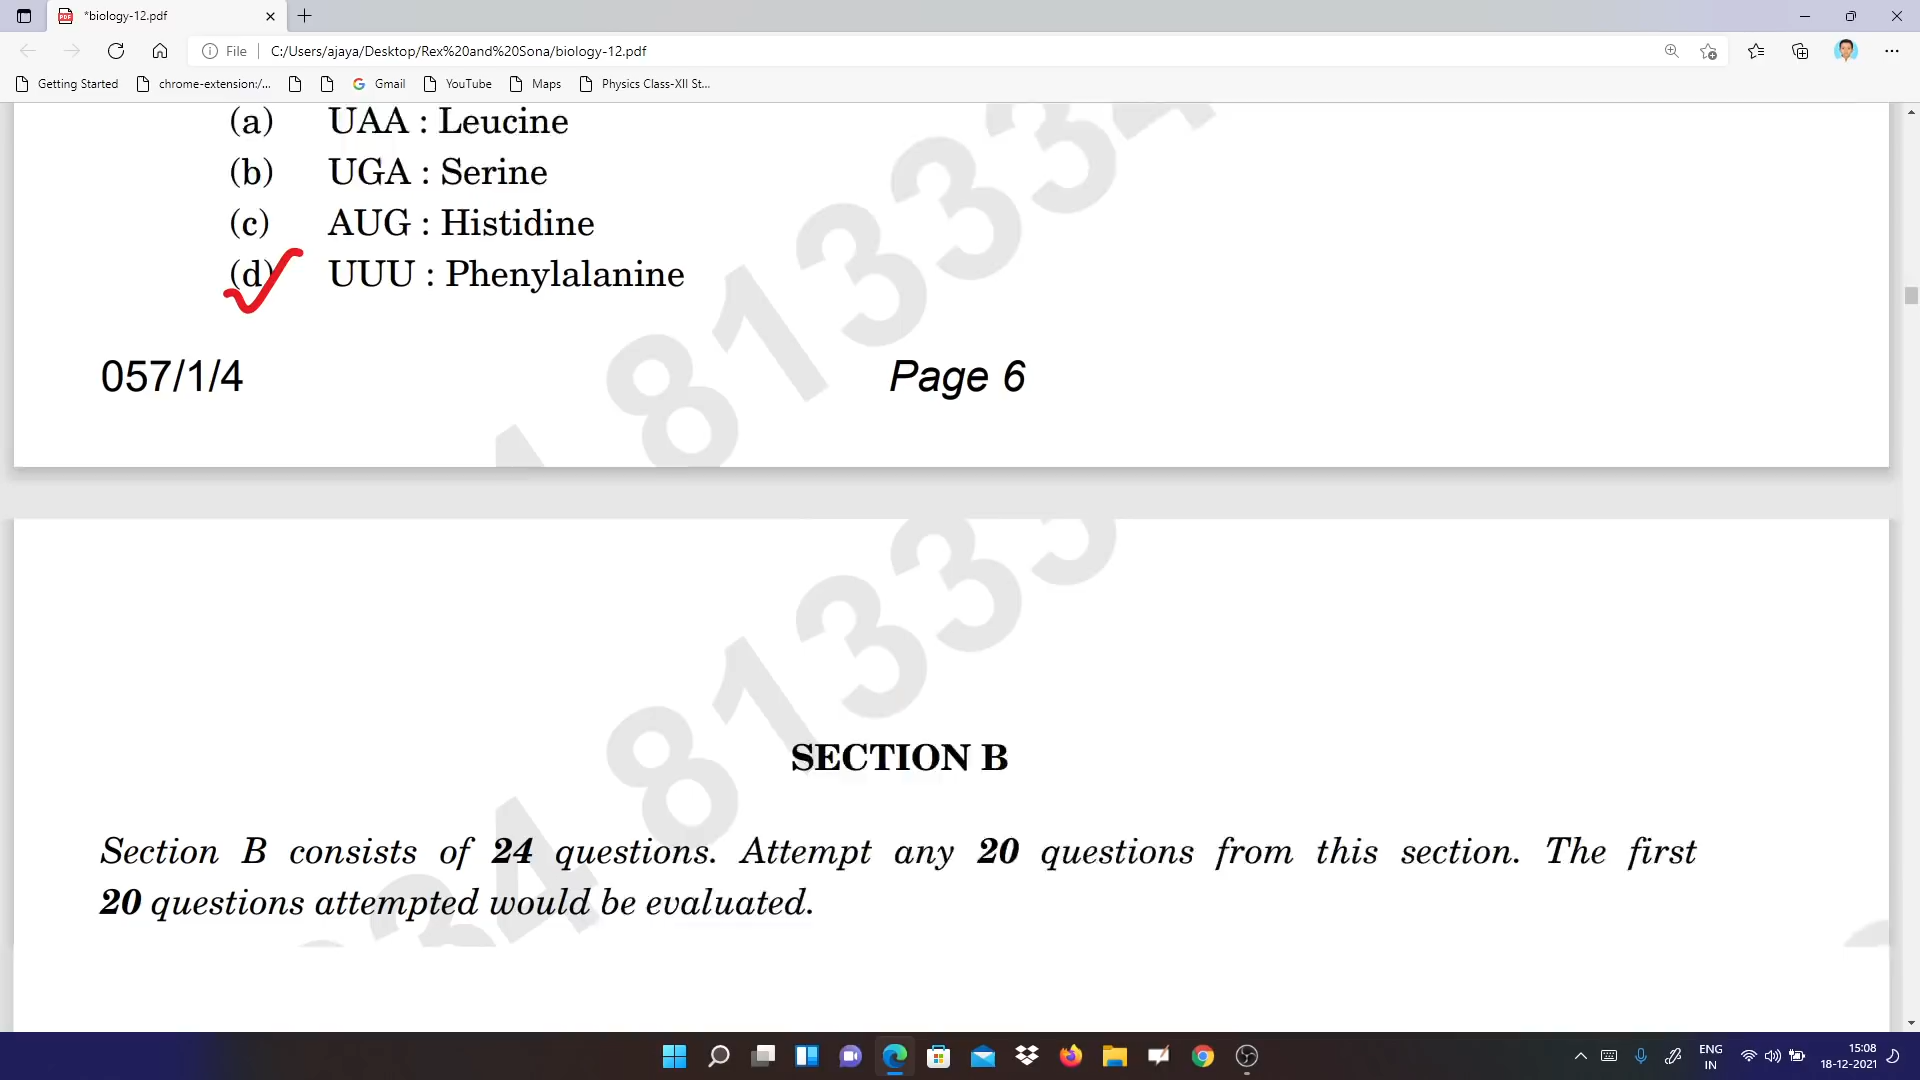 *biology-12.pdf
File
C:/Users/ajaya/Desktop/Rex%20and%20Sona/biology-12.pdf
Getting Started
chrome-extension:/...
Gmail
YouTube
Maps
Physics Class-XII St...
(a) UAA : Leucine
(b) UGA : Serine
(c) AUG : Histidine
(d) UUU : Phenylalanine
057/1/4
Page 6
SECTION B
Section B consists of 24 questions. Attempt any 20 questions from this section. The first
20 questions attempted would be evaluated.
ENG
IN
15:08
18-12-2021